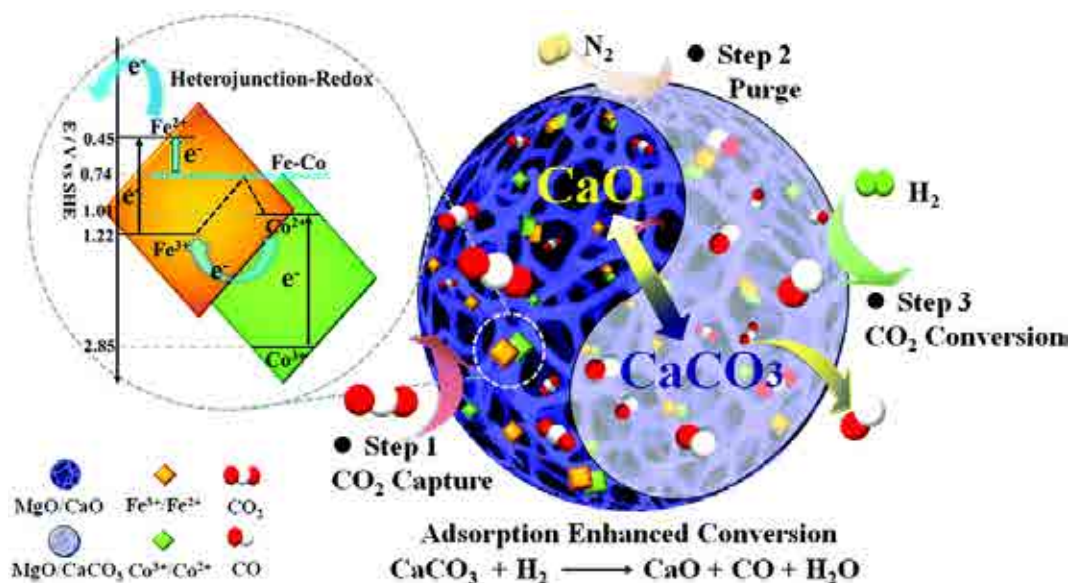 Heterojunction-Redox
E / V vs SHE
e⁻
Fe²⁺
0.45
e⁻
Fe-Co
0.74
e⁻
1.01
Co²⁺
1.22
Fe³⁺
e⁻
e⁻
2.85
Co³⁺
N₂
● Step 2
Purge
CaO
H₂
● Step 3
CO₂ Conversion
CaCO₃
● Step 1
CO₂ Capture
MgO/CaO Fe³⁺/Fe²⁺ CO₂
MgO/CaCO₃ Co³⁺/Co²⁺ CO
Adsorption Enhanced Conversion
CaCO₃ + H₂ ⟶ CaO + CO + H₂O